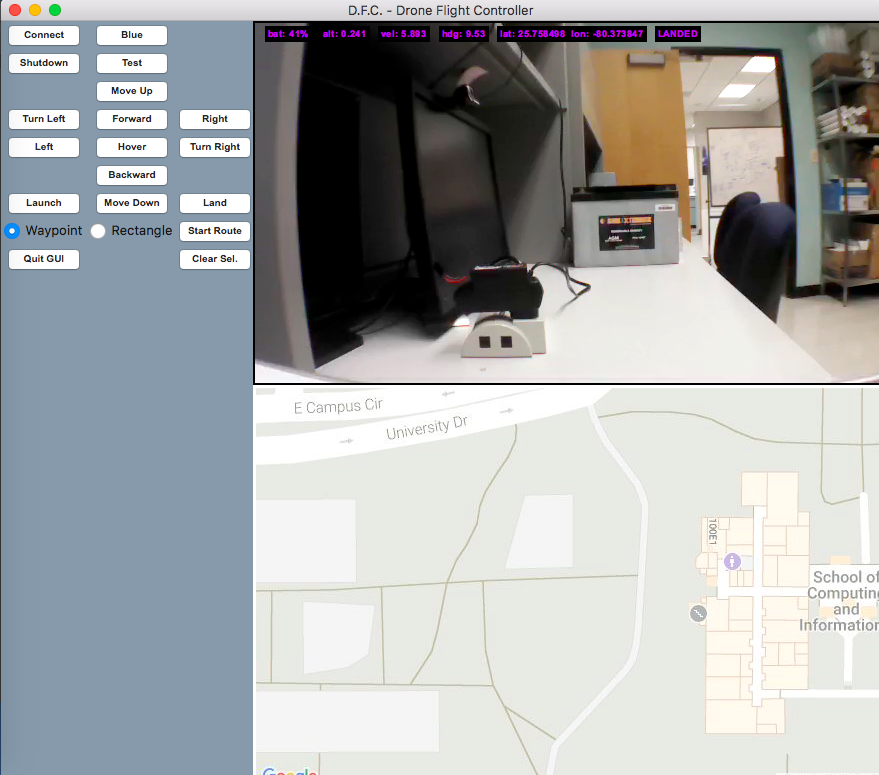 D.F.C. - Drone Flight Controller
Connect
Blue
Shutdown
Test
Move Up
Turn Left
Forward
Right
Left
Hover
Turn Right
Backward
Launch
Move Down
Land
Waypoint
Rectangle
Start Route
Quit GUI
Clear Sel.
bat: 41% alt: 0.241 vel: 5.893 hdg: 9.53 lat: 25.758498 lon: -80.373847 LANDED
E Campus Cir
University Dr
100E1
School of
Computing
and
Information
Google